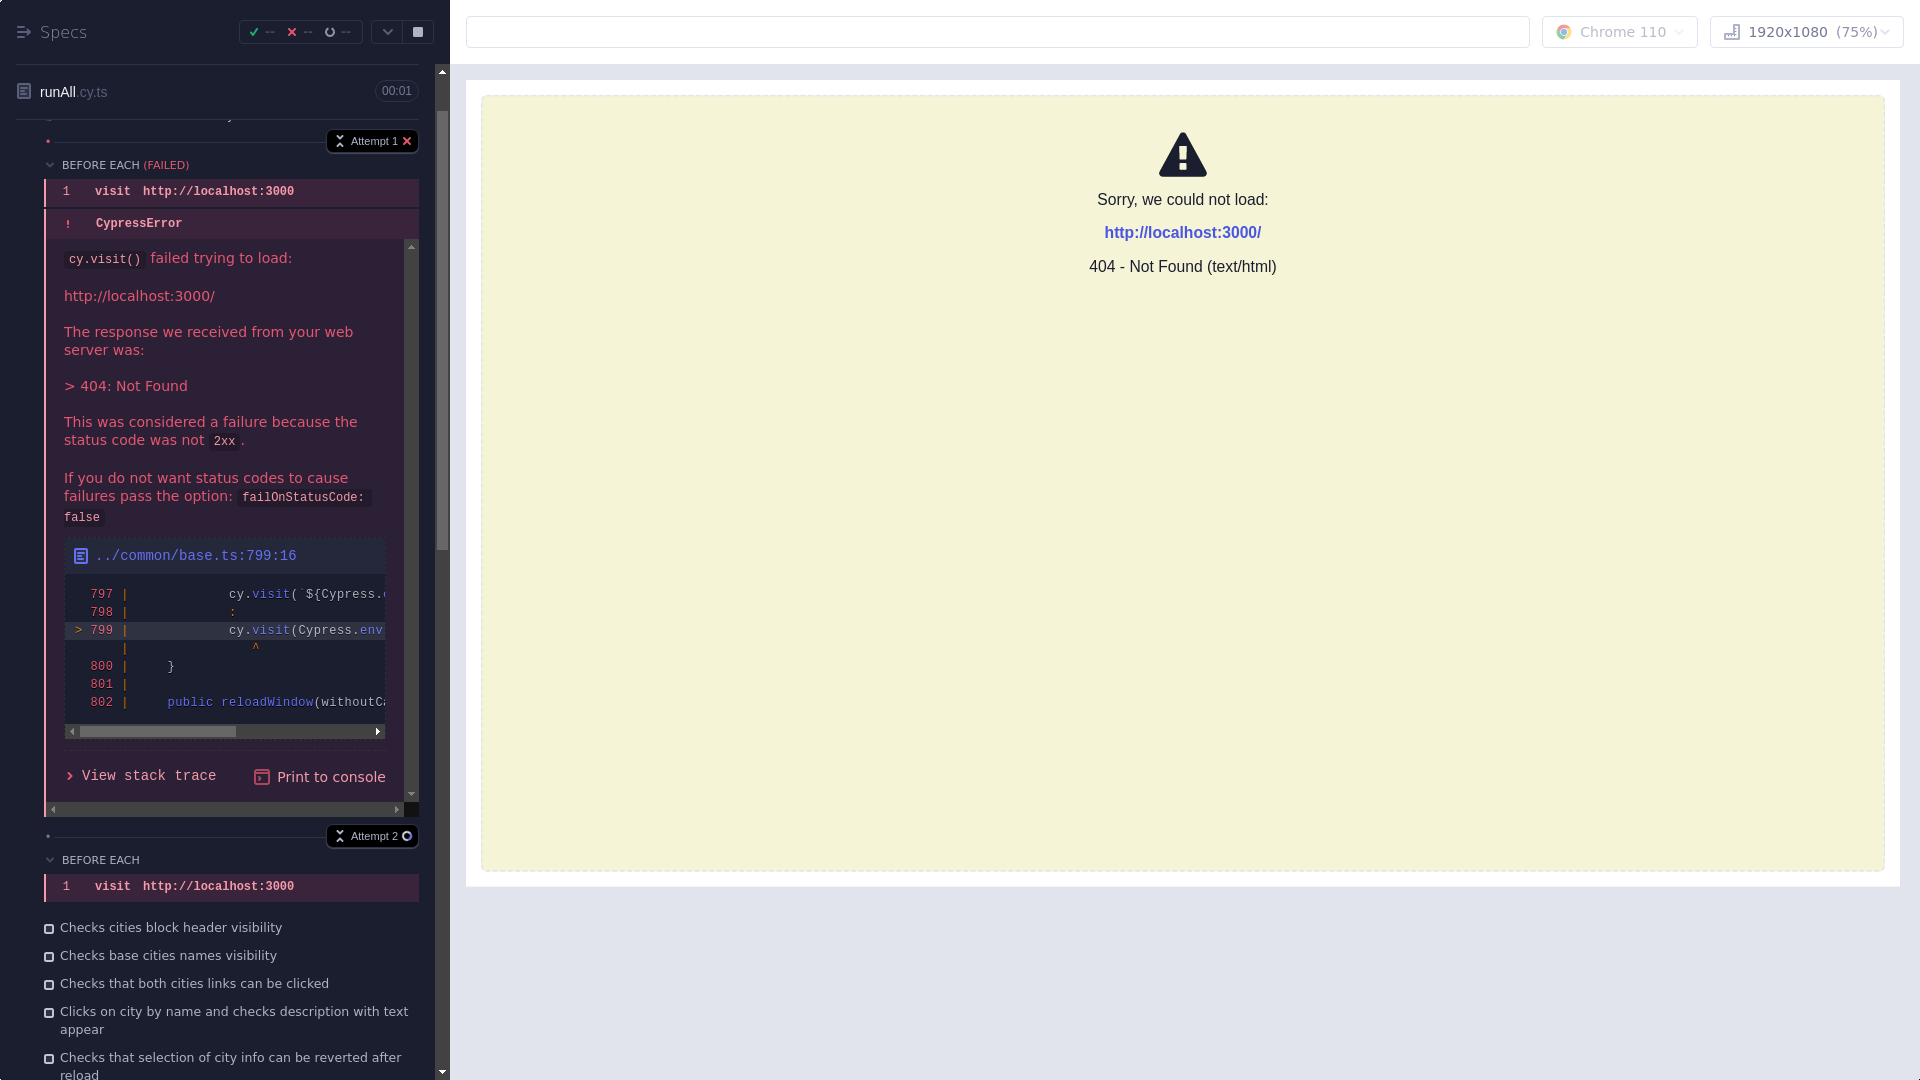 Specs
--
--
--
runAll.cy.ts
00:01
Attempt 1
BEFORE EACH (FAILED)
1 visit http://localhost:3000
! CypressError
cy.visit() failed trying to load:
http://localhost:3000/
The response we received from your web
server was:
> 404: Not Found
This was considered a failure because the
status code was not 2xx.
If you do not want status codes to cause
failures pass the option: failOnStatusCode:
false
../common/base.ts:799:16
797 | cy.visit(`${Cypress.
798 | :
> 799 | cy.visit(Cypress.env
| ^
800 | }
801 |
802 | public reloadWindow(withoutCa
View stack trace
Print to console
Attempt 2
BEFORE EACH
1 visit http://localhost:3000
Checks cities block header visibility
Checks base cities names visibility
Checks that both cities links can be clicked
Clicks on city by name and checks description with text
appear
Checks that selection of city info can be reverted after
reload
Chrome 110
1920x1080 (75%)
Sorry, we could not load:
http://localhost:3000/
404 - Not Found (text/html)